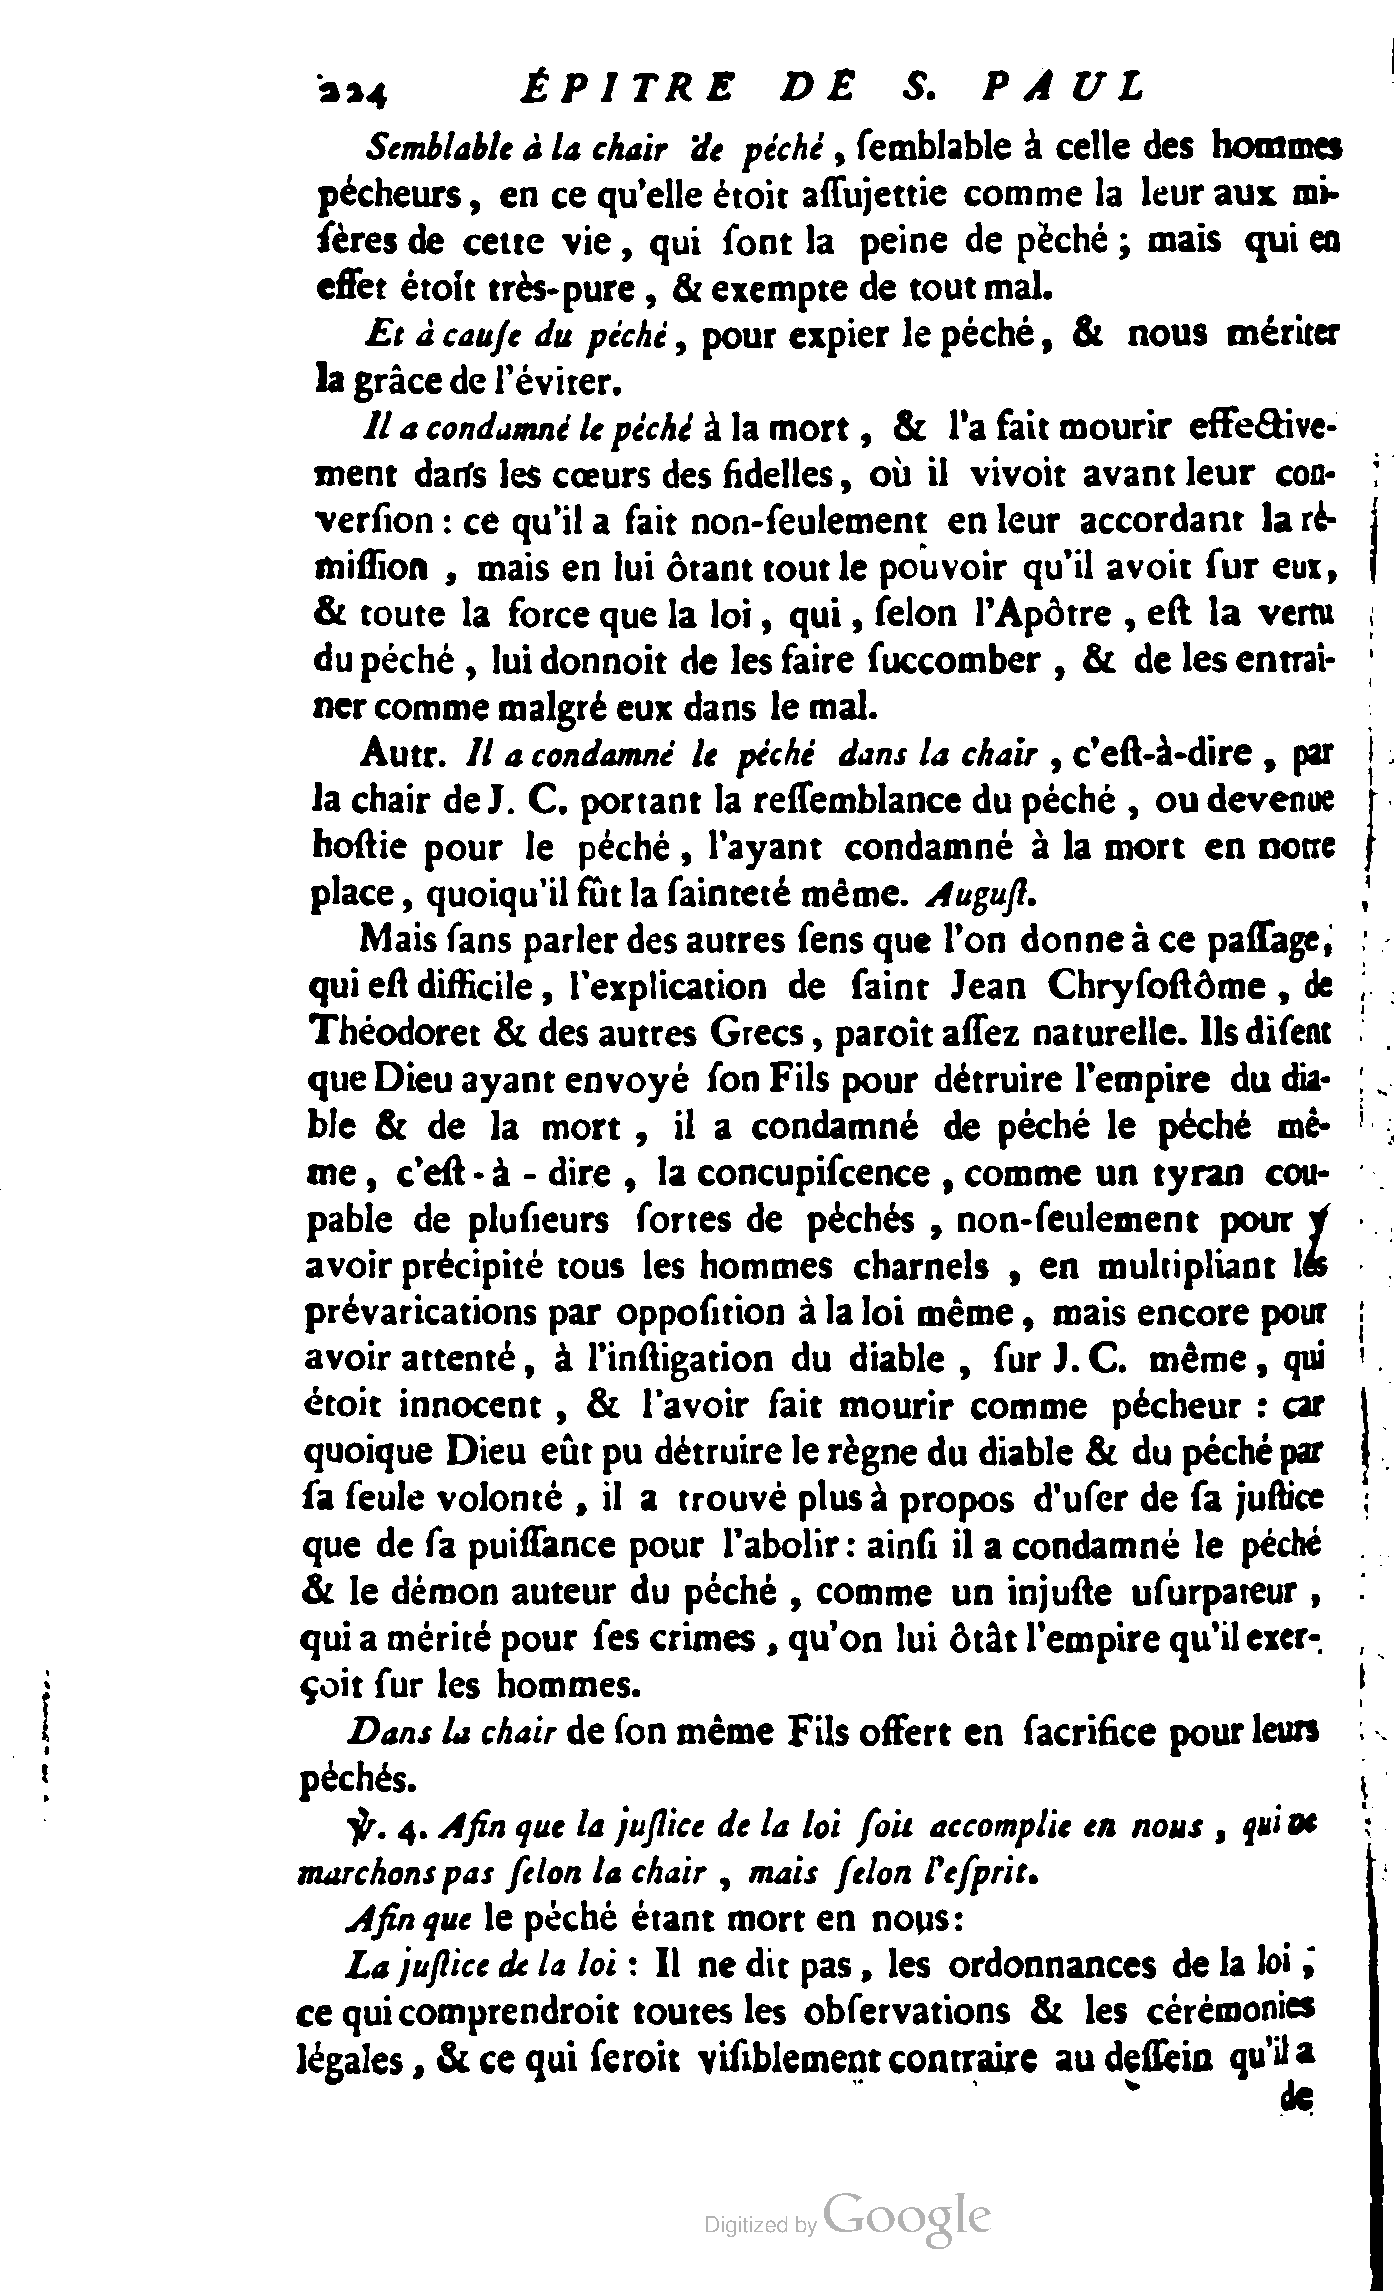 224 ÉPITRE DE S. PAUL
Semblable à la chair de péché, ſemblable à celle des hommes
pécheurs, en ce qu'elle étoit aſſujettie comme la leur aux mi-
ſères de cette vie, qui ſont la peine de péché; mais qui en
effet étoit très-pure, & exempte de tout mal.
Et à cauſe du péché, pour expier le péché, & nous mériter
la grâce de l'éviter.
Il a condamné le péché à la mort, & l'a fait mourir effective-
ment dans les cœurs des fidelles, où il vivoit avant leur con-
verſion : ce qu'il a fait non-ſeulement en leur accordant la ré-
miſſion, mais en lui ôtant tout le pouvoir qu'il avoit ſur eux,
& toute la force que la loi, qui, ſelon l'Apôtre, eſt la vertu
du péché, lui donnoit de les faire ſuccomber, & de les entraî-
ner comme malgré eux dans le mal.
Autr. Il a condamné le péché dans la chair, c'eſt-à-dire, par
la chair de J. C. portant la reſſemblance du péché, ou devenue
hoſtie pour le péché, l'ayant condamné à la mort en notre
place, quoiqu'il fût la ſainteté même. Auguſt.
Mais ſans parler des autres ſens que l'on donne à ce paſſage,
qui eſt difficile, l'explication de ſaint Jean Chryſoſtôme, de
Théodoret & des autres Grecs, paroît aſſez naturelle. Ils diſent
que Dieu ayant envoyé ſon Fils pour détruire l'empire du dia-
ble & de la mort, il a condamné de péché le péché mê-
me, c'eſt-à-dire, la concupiſcence, comme un tyran cou-
pable de pluſieurs ſortes de péchés, non-ſeulement pour y
avoir précipité tous les hommes charnels, en multipliant les
prévarications par oppoſition à la loi même, mais encore pour
avoir attenté, à l'inſtigation du diable, ſur J. C. même, qui
étoit innocent, & l'avoir fait mourir comme pécheur : car
quoique Dieu eût pu détruire le règne du diable & du péché par
ſa ſeule volonté, il a trouvé plus à propos d'uſer de ſa juſtice
que de ſa puiſſance pour l'abolir : ainſi il a condamné le péché
& le démon auteur du péché, comme un injuſte uſurpateur,
qui a mérité pour ſes crimes, qu'on lui ôtât l'empire qu'il exer-
çoit ſur les hommes.
Dans la chair de ſon même Fils offert en ſacrifice pour leurs
péchés.
℣. 4. Afin que la juſtice de la loi ſoit accomplie en nous, qui ne
marchons pas ſelon la chair, mais ſelon l'eſprit.
Afin que le péché étant mort en nous :
La juſtice de la loi : Il ne dit pas, les ordonnances de la loi;
ce qui comprendroit toutes les obſervations & les cérémonies
légales, & ce qui ſeroit viſiblement contraire au deſſein qu'il a
de
Digitized by Google